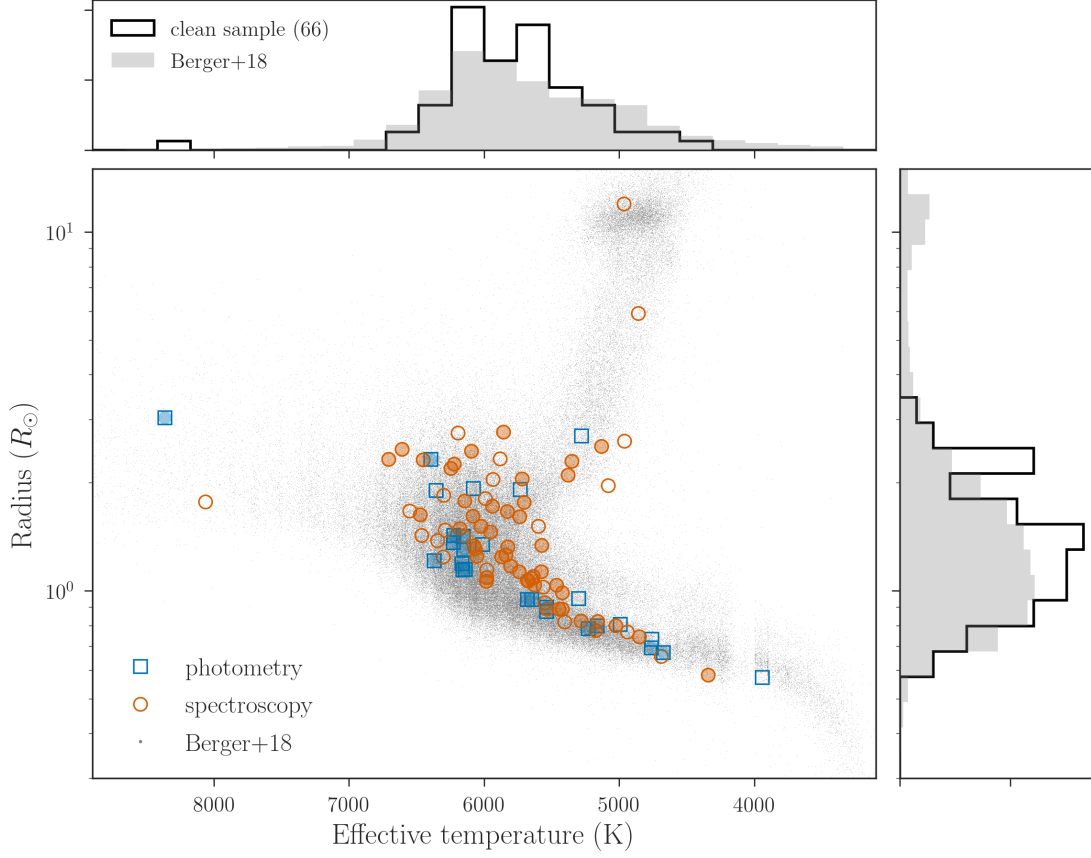 clean sample (66)
Berger+18
10¹
10⁰
Radius (R⊙)
photometry
spectroscopy
Berger+18
8000 7000 6000 5000 4000
Effective temperature (K)